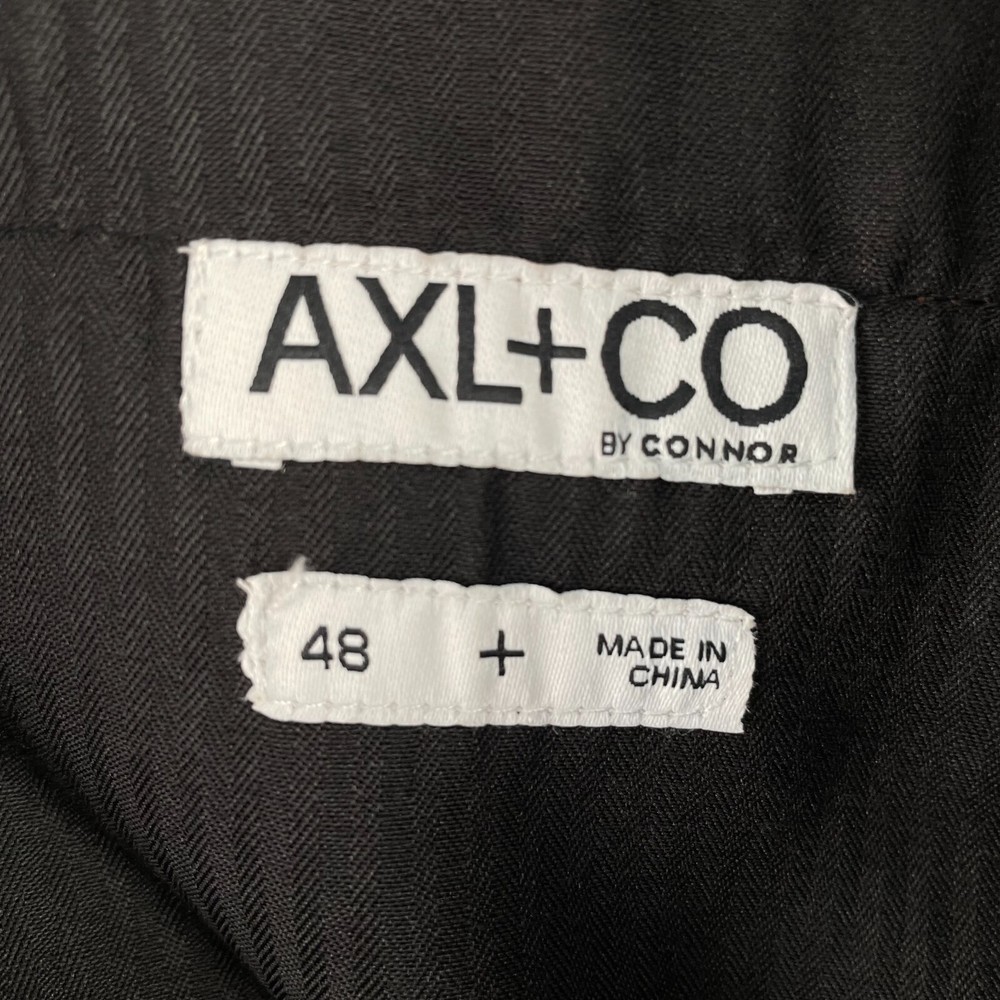 AXL+CO
BY CONNOR
48 + MADE IN
CHINA